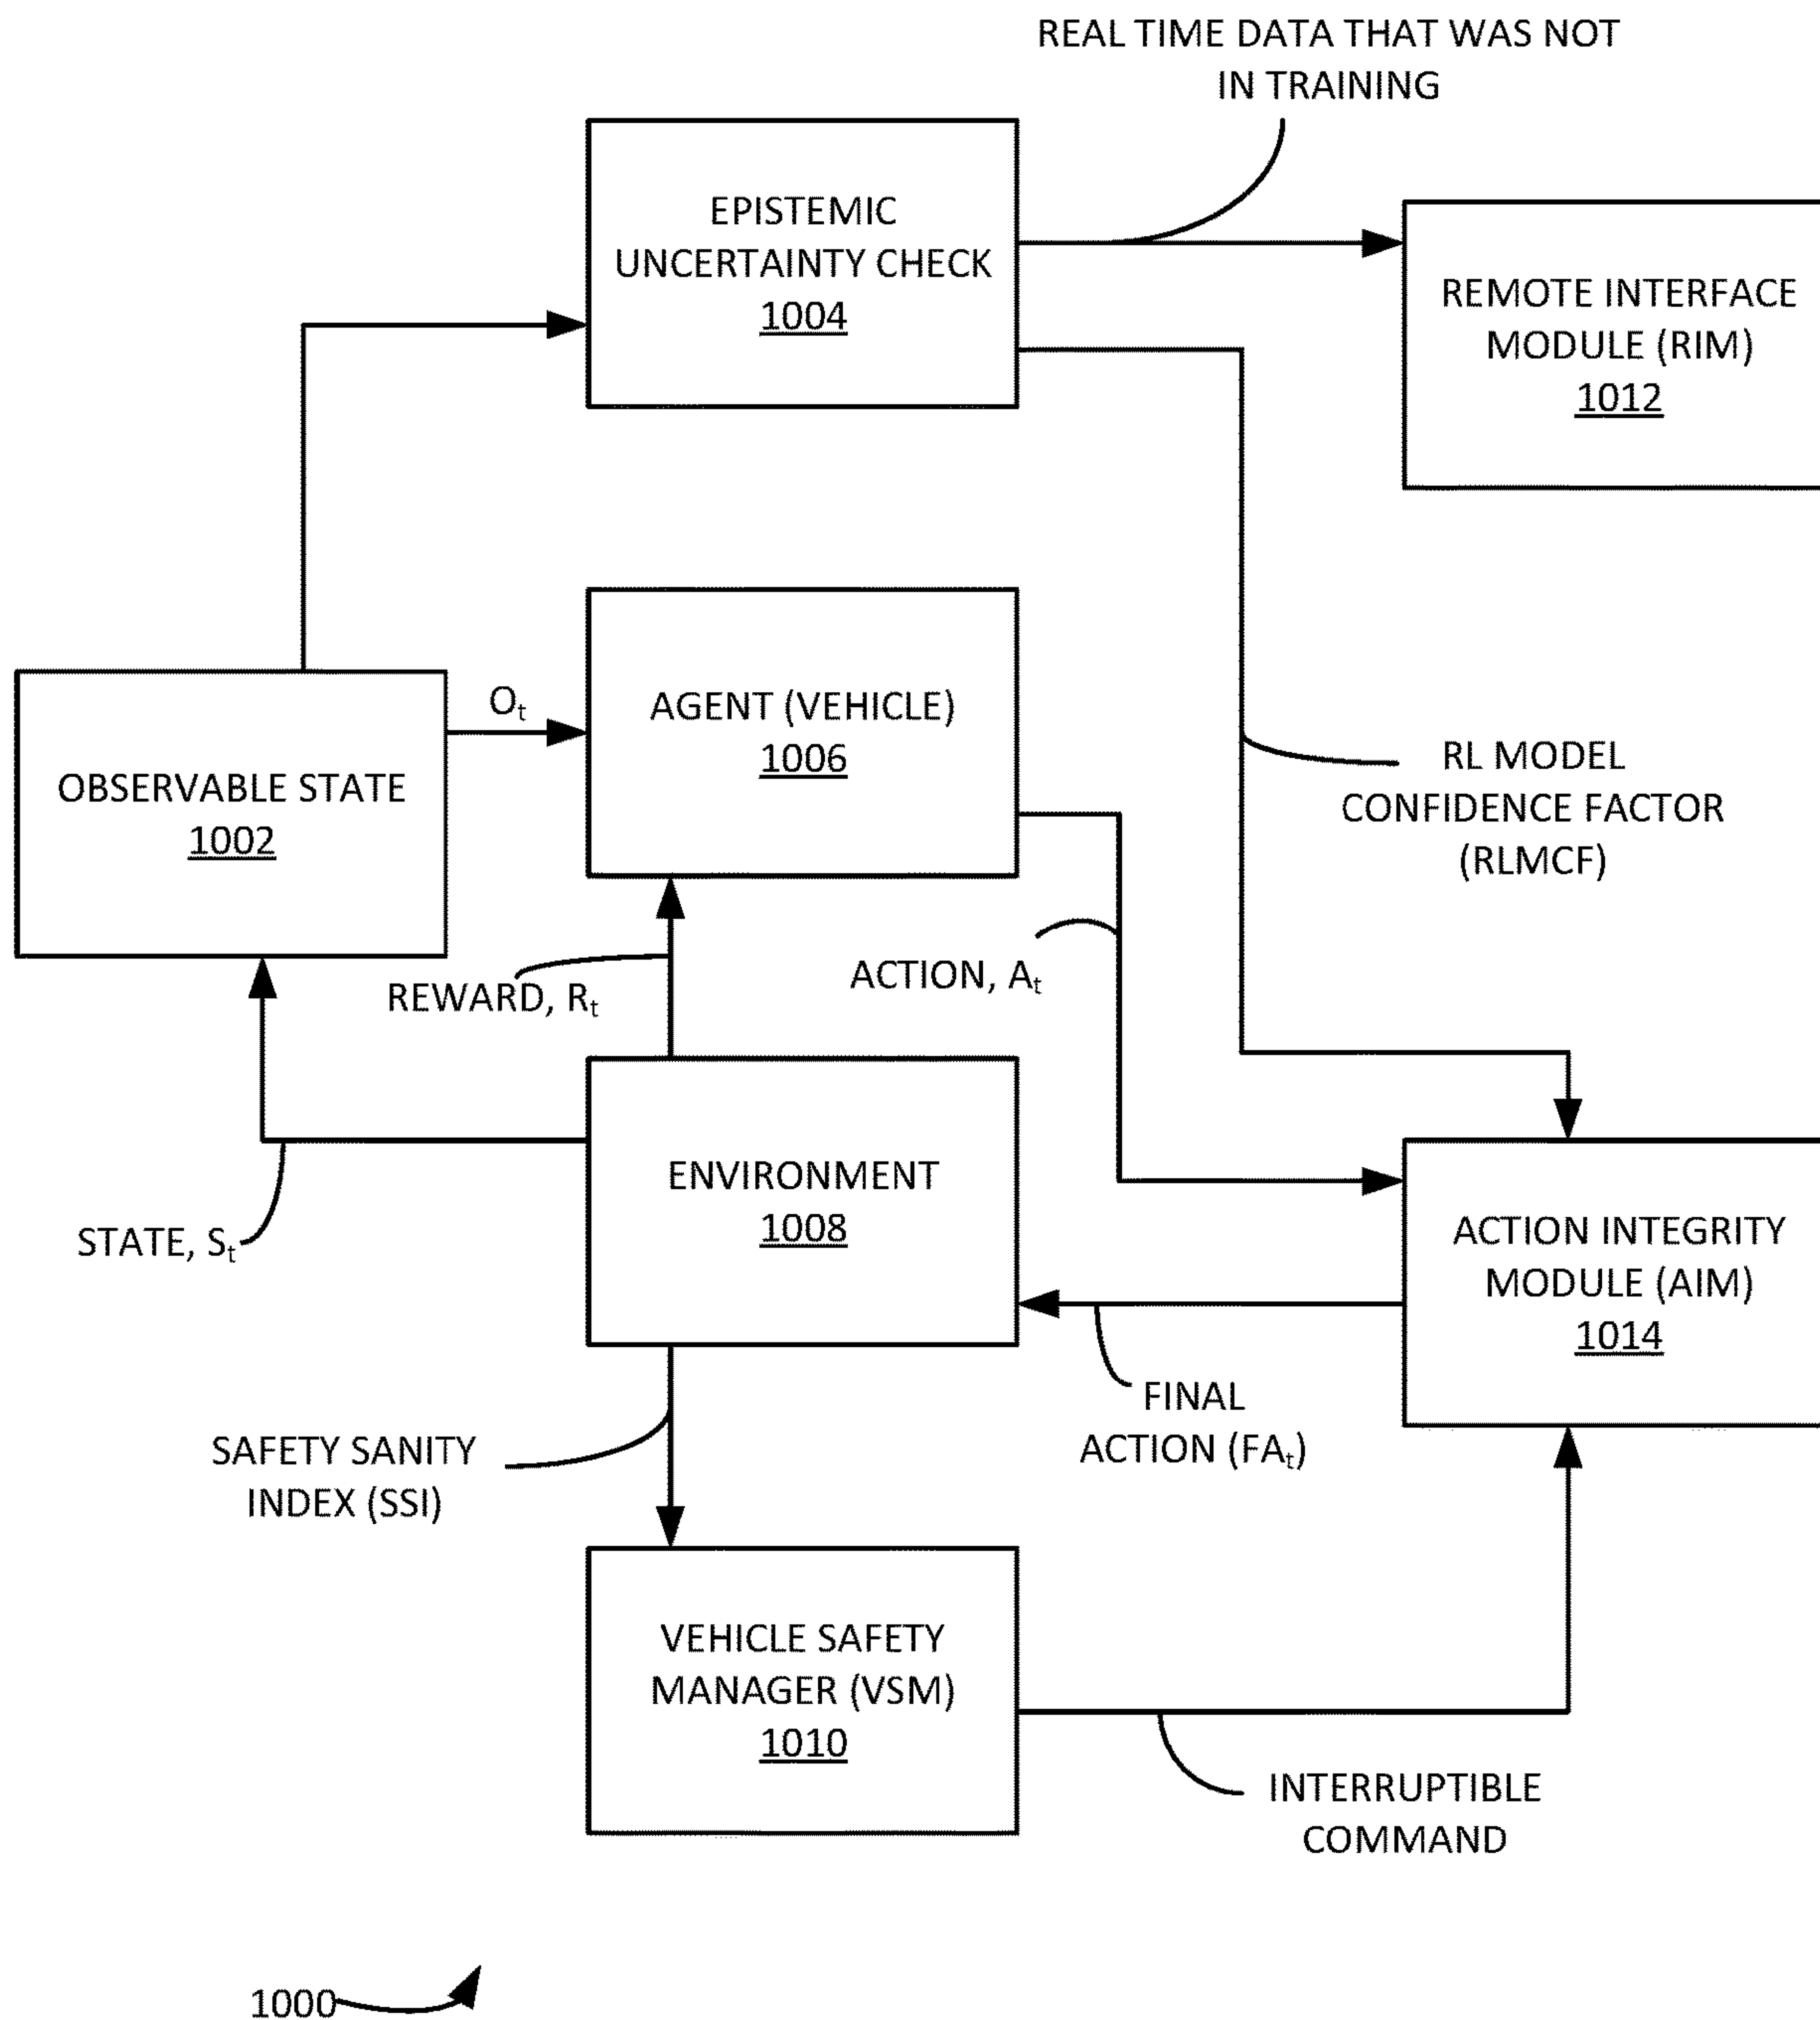 REAL TIME DATA THAT WAS NOT
IN TRAINING
EPISTEMIC
UNCERTAINTY CHECK
1004
REMOTE INTERFACE
MODULE (RIM)
1012
OBSERVABLE STATE
1002
Oₜ
AGENT (VEHICLE)
1006
RL MODEL
CONFIDENCE FACTOR
(RLMCF)
REWARD, Rₜ
ACTION, Aₜ
STATE, Sₜ
ENVIRONMENT
1008
ACTION INTEGRITY
MODULE (AIM)
1014
FINAL
ACTION (FAₜ)
SAFETY SANITY
INDEX (SSI)
VEHICLE SAFETY
MANAGER (VSM)
1010
INTERRUPTIBLE
COMMAND
1000